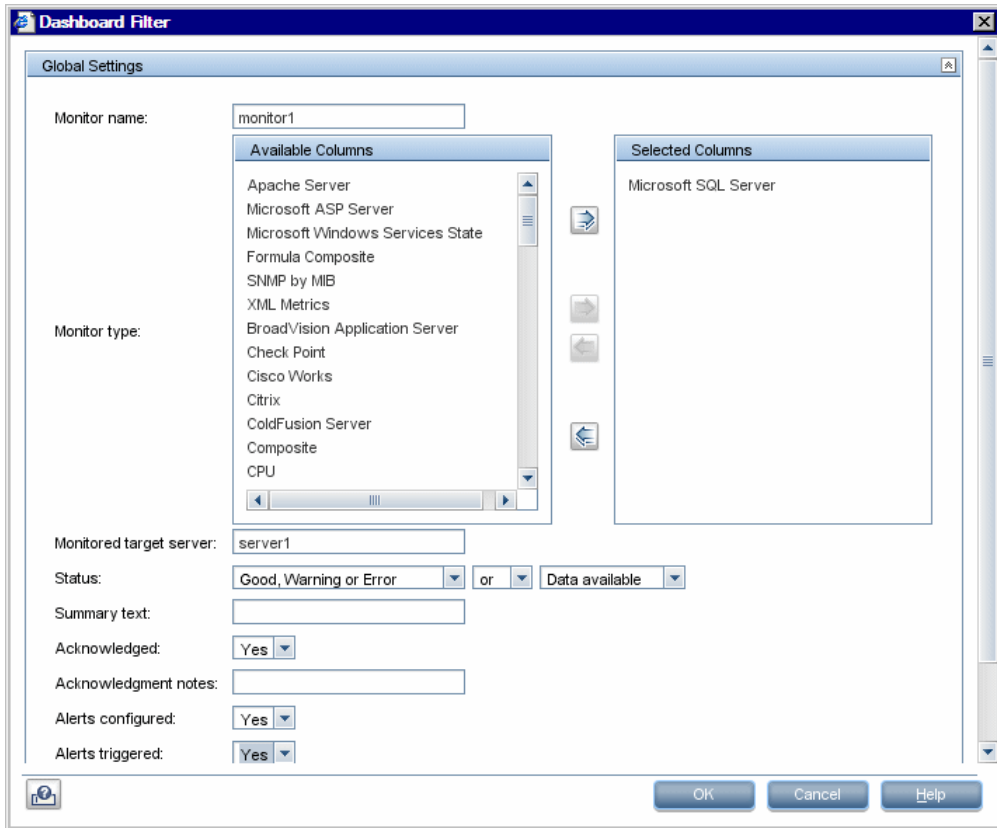 Dashboard Filter
Global Settings
Monitor name: monitor1
Available Columns
Selected Columns
Monitor type:
Apache Server
Microsoft ASP Server
Microsoft Windows Services State
Formula Composite
SNMP by MIB
XML Metrics
BroadVision Application Server
Check Point
Cisco Works
Citrix
ColdFusion Server
Composite
CPU
Microsoft SQL Server
Monitored target server: server1
Status: Good, Warning or Error or Data available
Summary text:
Acknowledged: Yes
Acknowledgment notes:
Alerts configured: Yes
Alerts triggered: Yes
OK Cancel Help